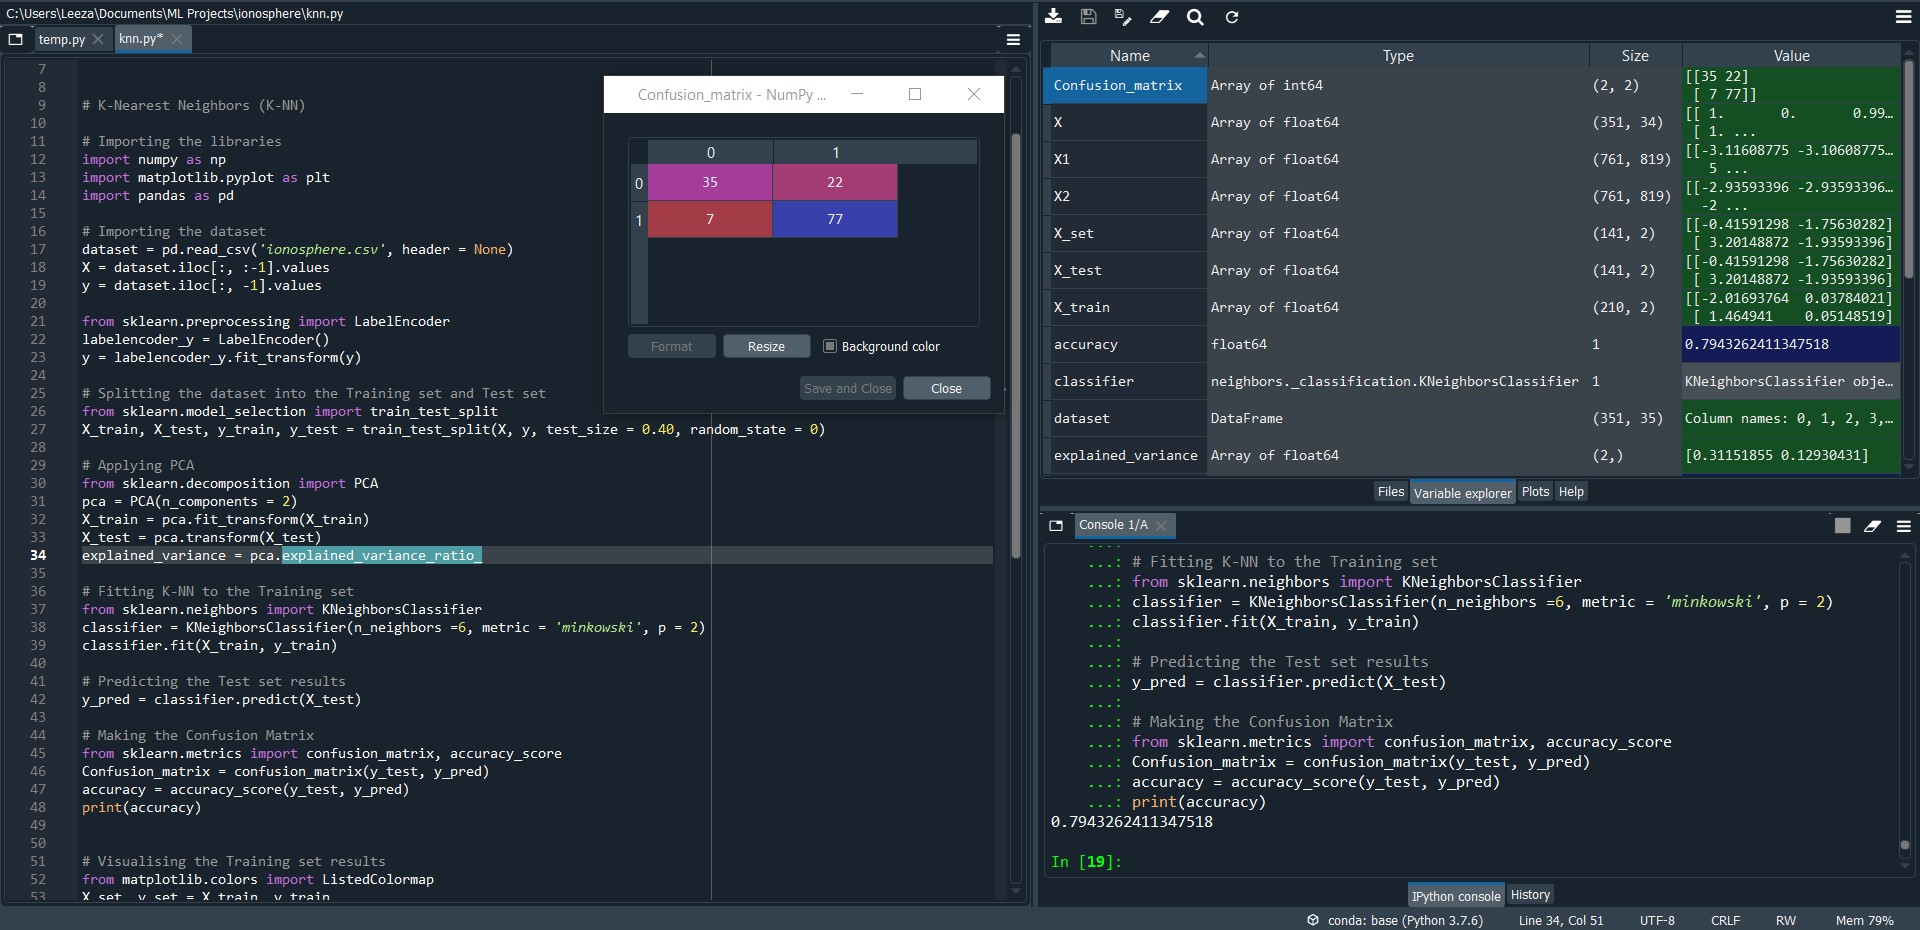 C:\Users\Leeza\Documents\ML Projects\ionosphere\knn.py
temp.py
knn.py*
7
8
9 # K-Nearest Neighbors (K-NN)
10
11 # Importing the libraries
12 import numpy as np
13 import matplotlib.pyplot as plt
14 import pandas as pd
15
16 # Importing the dataset
17 dataset = pd.read_csv('ionosphere.csv', header = None)
18 X = dataset.iloc[:, :-1].values
19 y = dataset.iloc[:, -1].values
20
21 from sklearn.preprocessing import LabelEncoder
22 labelencoder_y = LabelEncoder()
23 y = labelencoder_y.fit_transform(y)
24
25 # Splitting the dataset into the Training set and Test set
26 from sklearn.model_selection import train_test_split
27 X_train, X_test, y_train, y_test = train_test_split(X, y, test_size = 0.40, random_state = 0)
28
29 # Applying PCA
30 from sklearn.decomposition import PCA
31 pca = PCA(n_components = 2)
32 X_train = pca.fit_transform(X_train)
33 X_test = pca.transform(X_test)
34 explained_variance = pca.explained_variance_ratio_
35
36 # Fitting K-NN to the Training set
37 from sklearn.neighbors import KNeighborsClassifier
38 classifier = KNeighborsClassifier(n_neighbors =6, metric = 'minkowski', p = 2)
39 classifier.fit(X_train, y_train)
40
41 # Predicting the Test set results
42 y_pred = classifier.predict(X_test)
43
44 # Making the Confusion Matrix
45 from sklearn.metrics import confusion_matrix, accuracy_score
46 Confusion_matrix = confusion_matrix(y_test, y_pred)
47 accuracy = accuracy_score(y_test, y_pred)
48 print(accuracy)
49
50
51 # Visualising the Training set results
52 from matplotlib.colors import ListedColormap
53 X_set, y_set = X_train, y_train
Confusion_matrix - NumPy ...
0 1
0 35 22
1 7 77
Format Resize Background color
Save and Close Close
Name Type Size Value
Confusion_matrix Array of int64 (2, 2) [[35 22]
[ 7 77]]
X Array of float64 (351, 34) [[ 1. 0. 0.99…
[ 1. ...
X1 Array of float64 (761, 819) [[-3.11608775 -3.10608775…
5 ...
X2 Array of float64 (761, 819) [[-2.93593396 -2.93593396…
-2 ...
X_set Array of float64 (141, 2) [[-0.41591298 -1.75630282]
[ 3.20148872 -1.93593396]
X_test Array of float64 (141, 2) [[-0.41591298 -1.75630282]
[ 3.20148872 -1.93593396]
X_train Array of float64 (210, 2) [[-2.01693764 0.03784021]
[ 1.464941 0.05148519]
accuracy float64 1 0.7943262411347518
classifier neighbors._classification.KNeighborsClassifier 1 KNeighborsClassifier obje…
dataset DataFrame (351, 35) Column names: 0, 1, 2, 3,…
explained_variance Array of float64 (2,) [0.31151855 0.12930431]
Files Variable explorer Plots Help
Console 1/A
...:
...: # Fitting K-NN to the Training set
...: from sklearn.neighbors import KNeighborsClassifier
...: classifier = KNeighborsClassifier(n_neighbors =6, metric = 'minkowski', p = 2)
...: classifier.fit(X_train, y_train)
...:
...: # Predicting the Test set results
...: y_pred = classifier.predict(X_test)
...:
...: # Making the Confusion Matrix
...: from sklearn.metrics import confusion_matrix, accuracy_score
...: Confusion_matrix = confusion_matrix(y_test, y_pred)
...: accuracy = accuracy_score(y_test, y_pred)
...: print(accuracy)
0.7943262411347518
In [19]:
IPython console History
conda: base (Python 3.7.6) Line 34, Col 51 UTF-8 CRLF RW Mem 79%